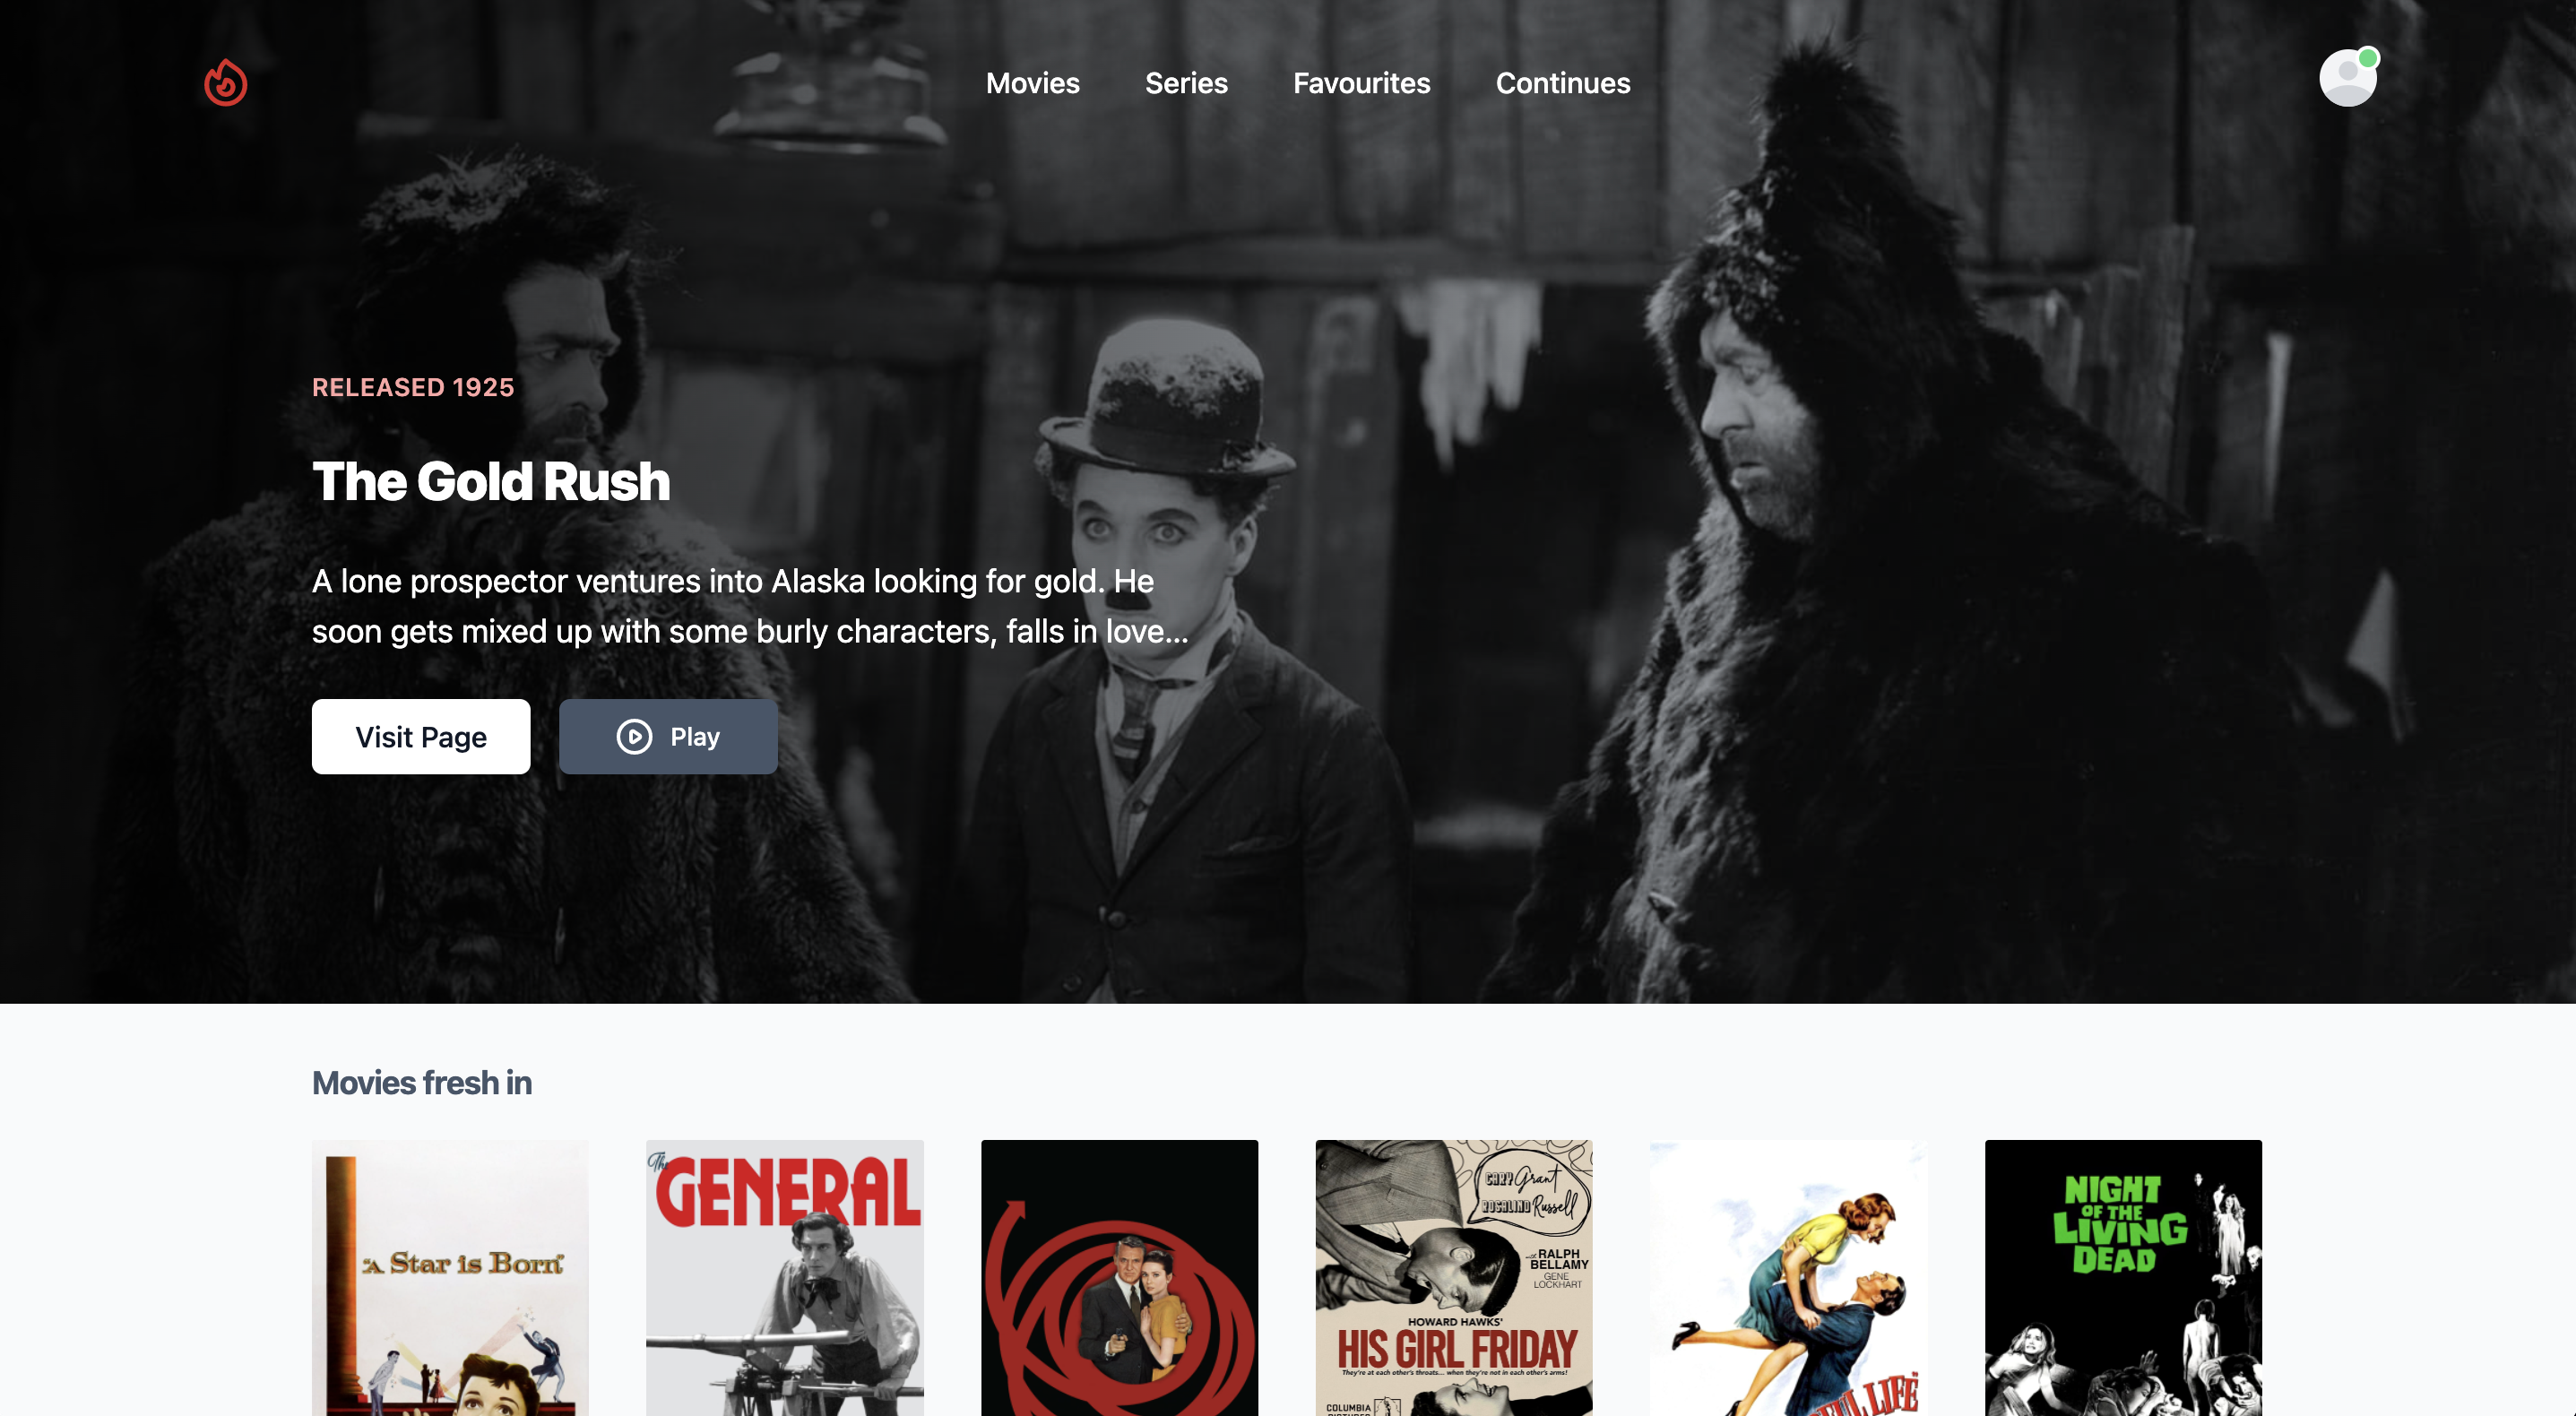 Movies Series Favourites Continues
RELEASED 1925
The Gold Rush
A lone prospector ventures into Alaska looking for gold. He
soon gets mixed up with some burly characters, falls in love...
Visit Page Play
Movies fresh in
A Star is Born
The
GENERAL
CARY Grant
ROSALIND Russell
with RALPH
BELLAMY
GENE
LOCKHART
HOWARD HAWKS'
HIS GIRL FRIDAY
They're at each other's throats... when they're not in each other's arms!
COLUMBIA
LIFE
NIGHT
OF THE
LIVING
DEAD